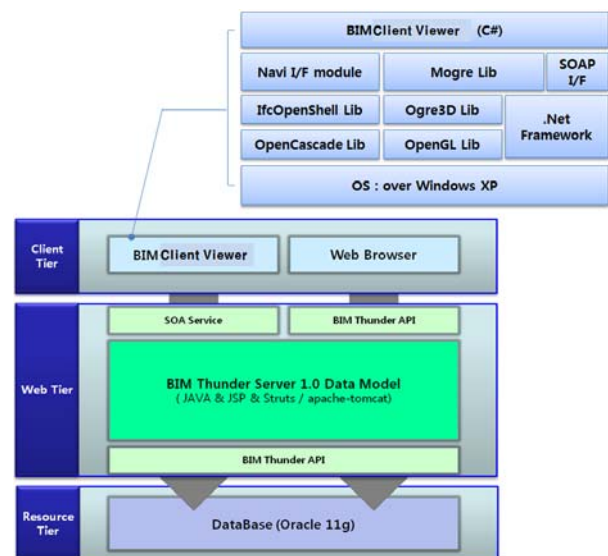 BIMClient Viewer (C#)
Navi I/F module
Mogre Lib
SOAP
I/F
IfcOpenShell Lib
Ogre3D Lib
.Net
Framework
OpenCascade Lib
OpenGL Lib
OS : over Windows XP
Client
Tier
BIMClient Viewer
Web Browser
Web Tier
SOA Service
BIM Thunder API
BIM Thunder Server 1.0 Data Model
( JAVA & JSP & Struts / apache-tomcat)
BIM Thunder API
Resource
Tier
DataBase (Oracle 11g)